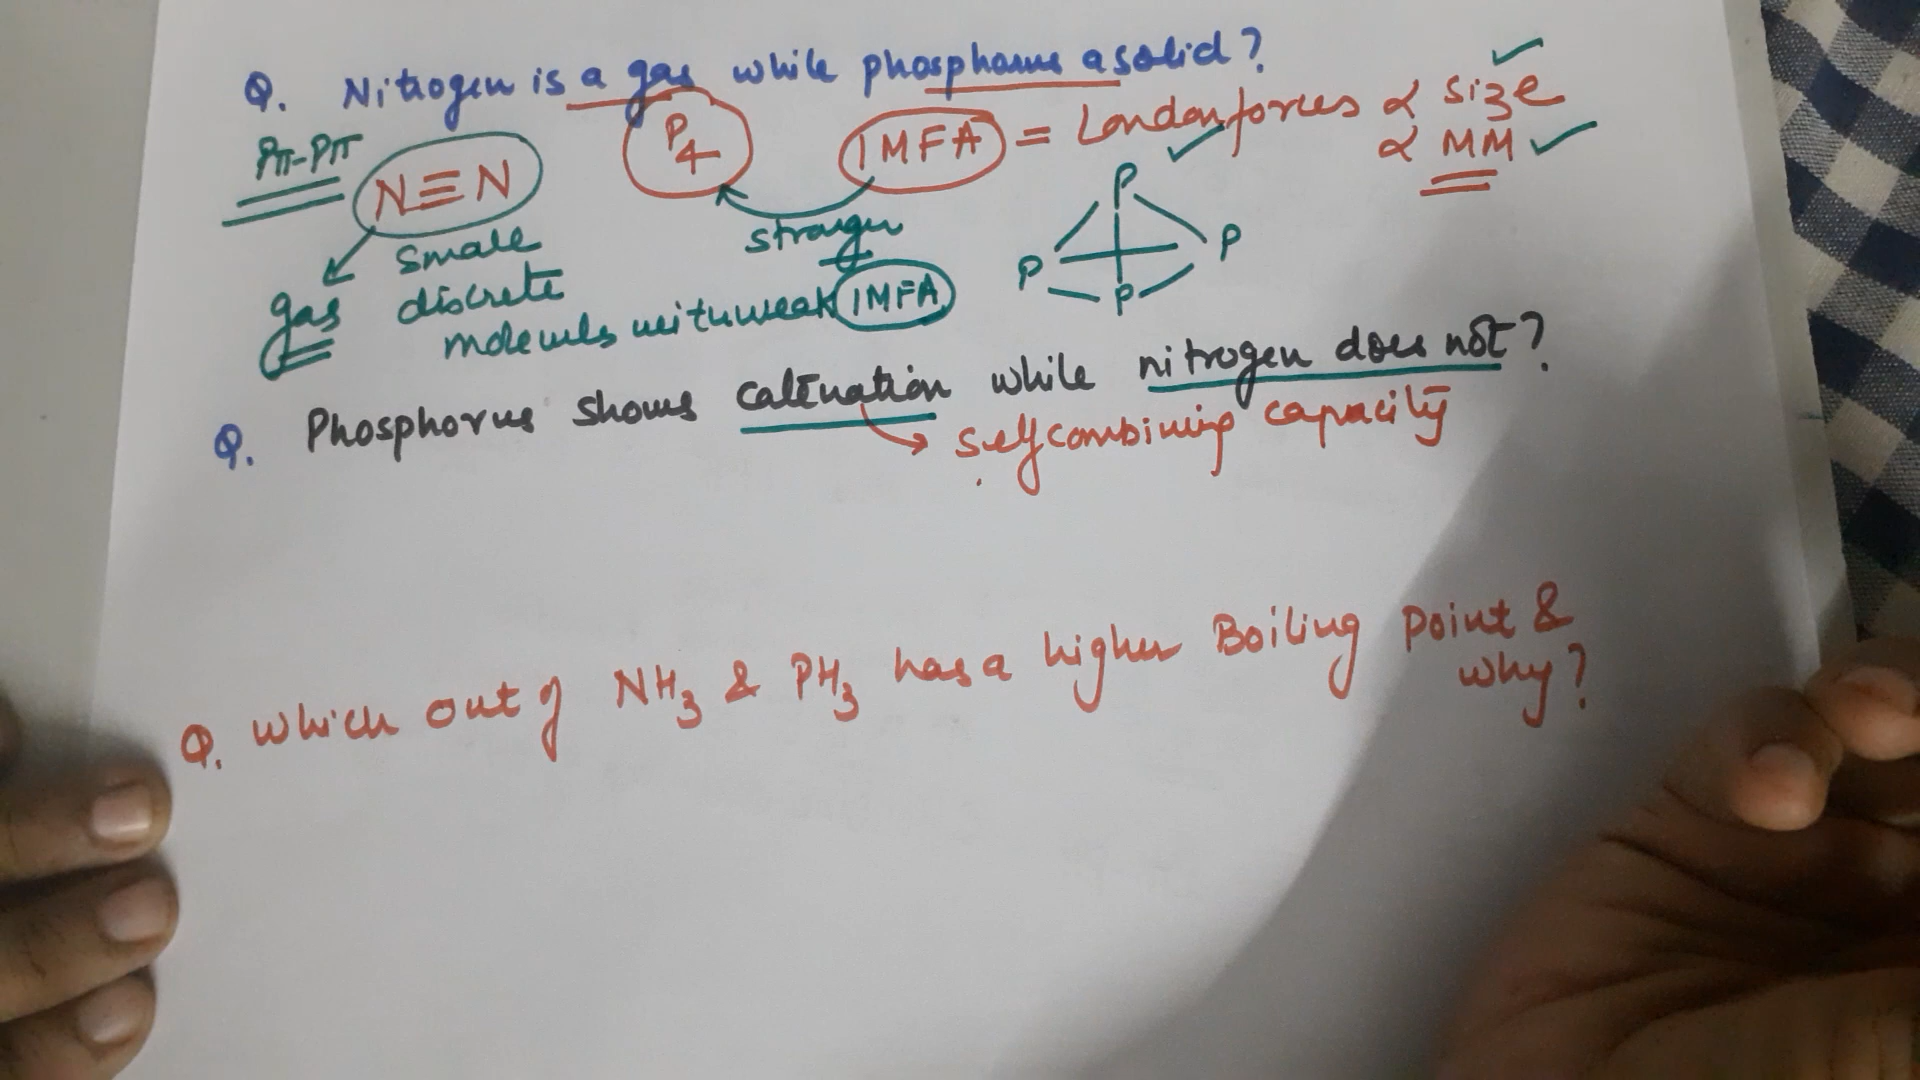 Q. Nitrogen is a gas while phosphorus a solid?
Pπ-Pπ N≡N P4 IMFA = London forces ∝ size
∝ MM
stronger
gas small discrete molecules with weak IMFA
P
P P
P
Q. Phosphorus shows catenation while nitrogen does not?
self combining capacity
Q. Which out of NH3 & PH3 has a higher Boiling point &
why?